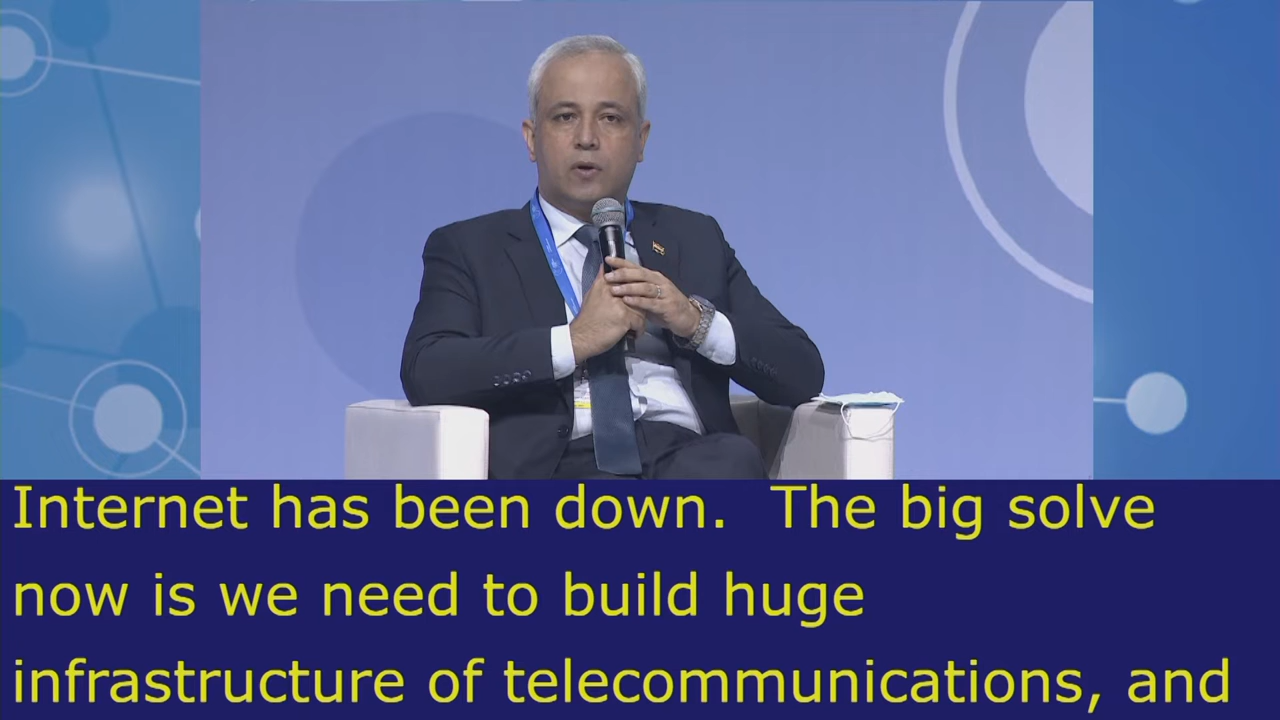 Internet has been down.  The big solve
now is we need to build huge
infrastructure of telecommunications, and